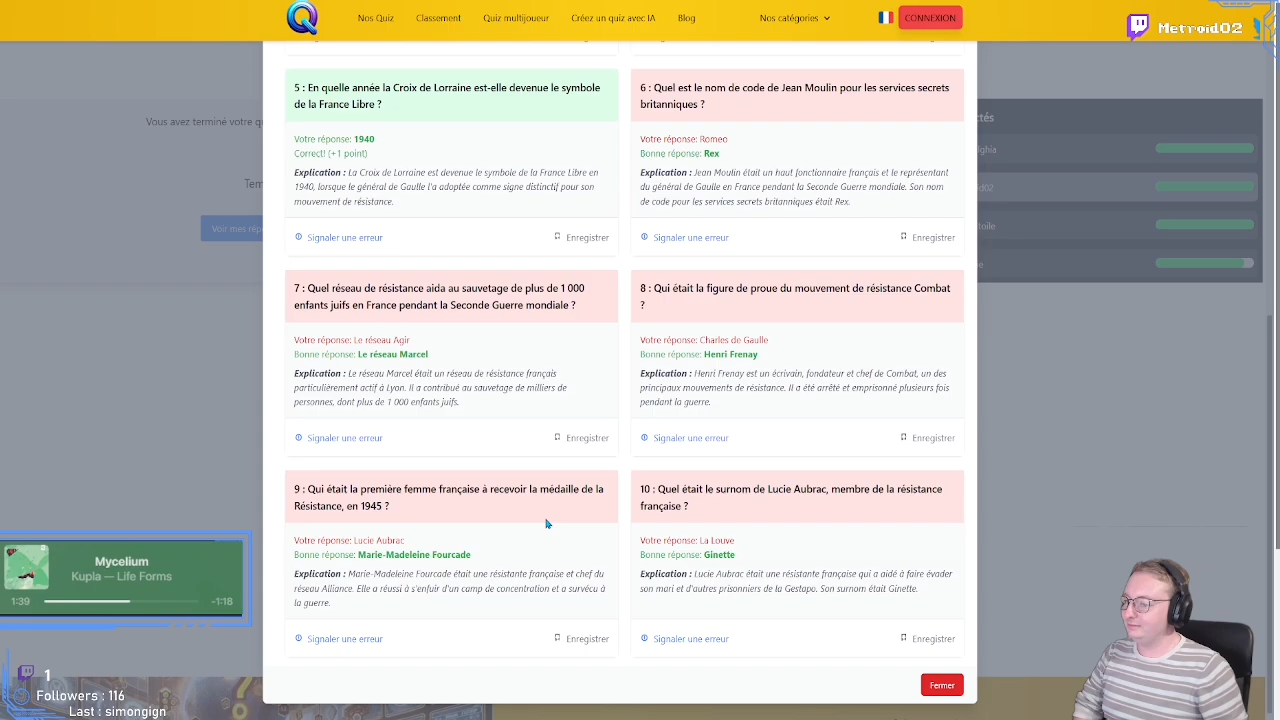 Nos Quiz
Classement
Quiz multijoueur
Créez un quiz avec IA
Blog
Nos catégories
CONNEXION
Metroid02
Vous avez terminé votre q
Voir mes rép
5 : En quelle année la Croix de Lorraine est-elle devenue le symbole
de la France Libre ?
Votre réponse: 1940
Correct! (+1 point)
Explication : La Croix de Lorraine est devenue le symbole de la France Libre en
1940, lorsque le général de Gaulle l'a adoptée comme signe distinctif pour son
mouvement de résistance.
Signaler une erreur
Enregistrer
6 : Quel est le nom de code de Jean Moulin pour les services secrets
britanniques ?
Votre réponse: Romeo
Bonne réponse: Rex
Explication : Jean Moulin était un haut fonctionnaire français et le représentant
du général de Gaulle en France pendant la Seconde Guerre mondiale. Son nom
de code pour les services secrets britanniques était Rex.
Signaler une erreur
Enregistrer
7 : Quel réseau de résistance aida au sauvetage de plus de 1 000
enfants juifs en France pendant la Seconde Guerre mondiale ?
Votre réponse: Le réseau Agir
Bonne réponse: Le réseau Marcel
Explication : Le réseau Marcel était un réseau de résistance français
particulièrement actif à Lyon. Il a contribué au sauvetage de milliers de
personnes, dont plus de 1 000 enfants juifs.
Signaler une erreur
Enregistrer
8 : Qui était la figure de proue du mouvement de résistance Combat
?
Votre réponse: Charles de Gaulle
Bonne réponse: Henri Frenay
Explication : Henri Frenay est un écrivain, fondateur et chef de Combat, un des
principaux mouvements de résistance. Il a été arrêté et emprisonné plusieurs fois
pendant la guerre.
Signaler une erreur
Enregistrer
9 : Qui était la première femme française à recevoir la médaille de la
Résistance, en 1945 ?
Votre réponse: Lucie Aubrac
Bonne réponse: Marie-Madeleine Fourcade
Explication : Marie-Madeleine Fourcade était une résistante française et chef du
réseau Alliance. Elle a réussi à s'enfuir d'un camp de concentration et a survécu à
la guerre.
Signaler une erreur
Enregistrer
10 : Quel était le surnom de Lucie Aubrac, membre de la résistance
française ?
Votre réponse: La Louve
Bonne réponse: Ginette
Explication : Lucie Aubrac était une résistante française qui a aidé à faire évader
son mari et d'autres prisonniers de la Gestapo. Son surnom était Ginette.
Signaler une erreur
Enregistrer
Fermer
Mycelium
Kupla — Life Forms
1:39
-1:18
1
Followers : 116
Last : simongign